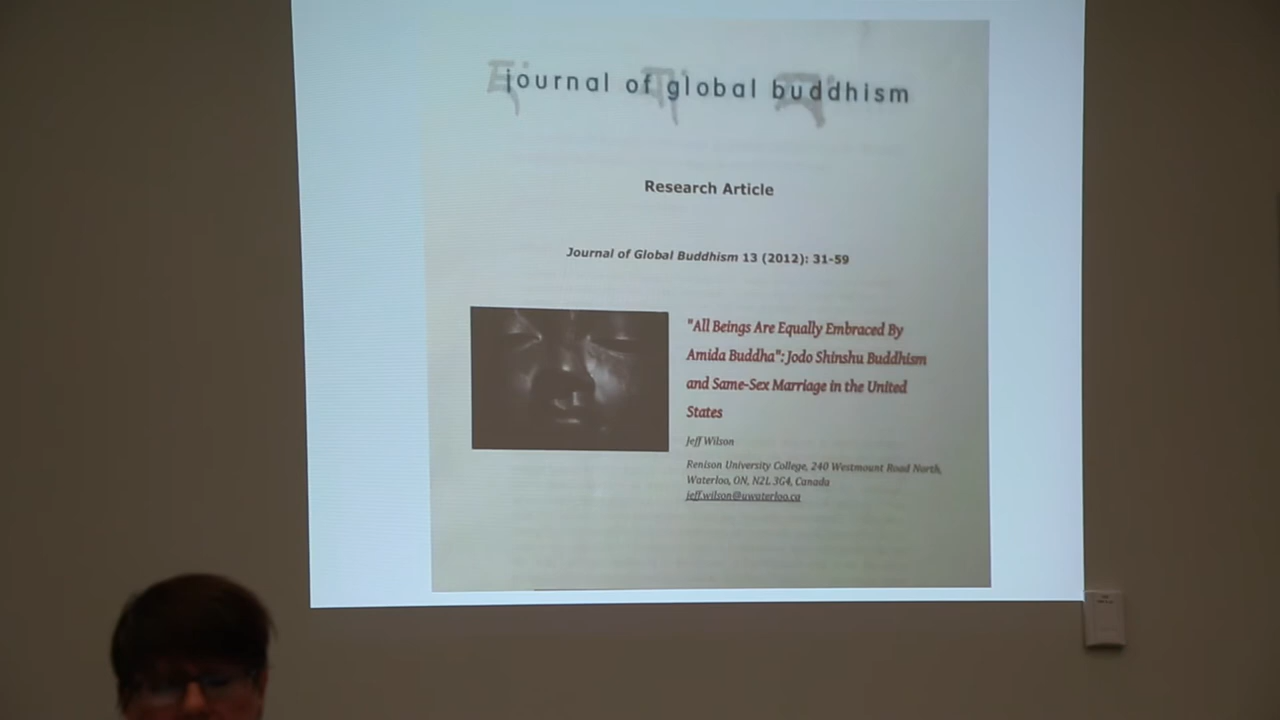 journal of global buddhism
Research Article
Journal of Global Buddhism 13 (2012): 31-59
"All Beings Are Equally Embraced By
Amida Buddha": Jodo Shinshu Buddhism
and Same-Sex Marriage in the United
States
Jeff Wilson
Renison University College, 240 Westmount Road North,
Waterloo, ON, N2L 3G4, Canada
jeff.wilson@uwaterloo.ca